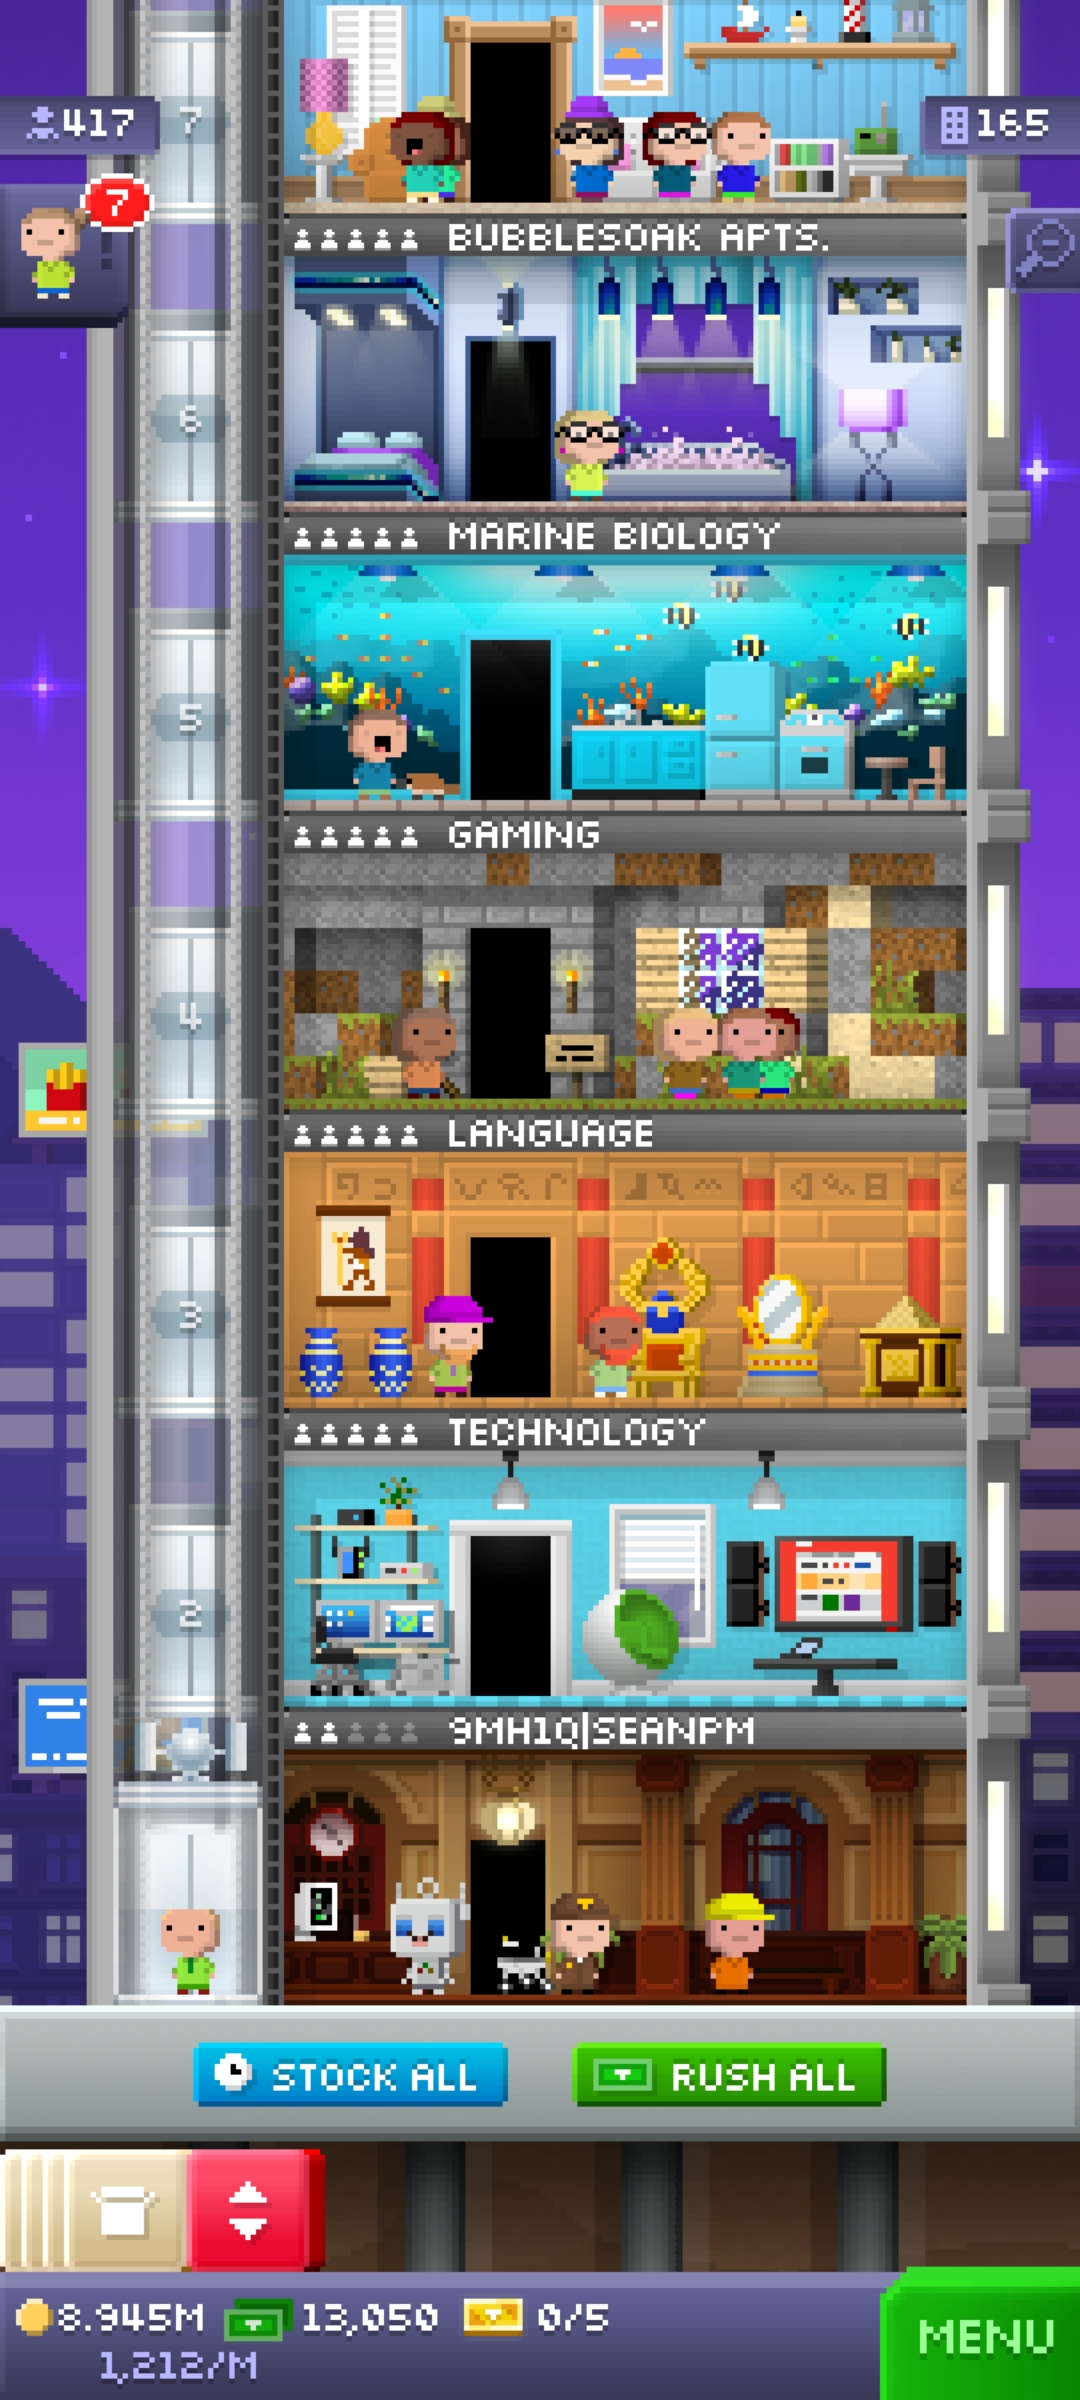 7
417
165
7
BUBBLESOAK APTS.
6
MARINE BIOLOGY
5
GAMING
4
LANGUAGE
3
TECHNOLOGY
2
9MH1Q|SEANPM
STOCK ALL
RUSH ALL
8.945M
13,050
0/5
1,212/M
MENU